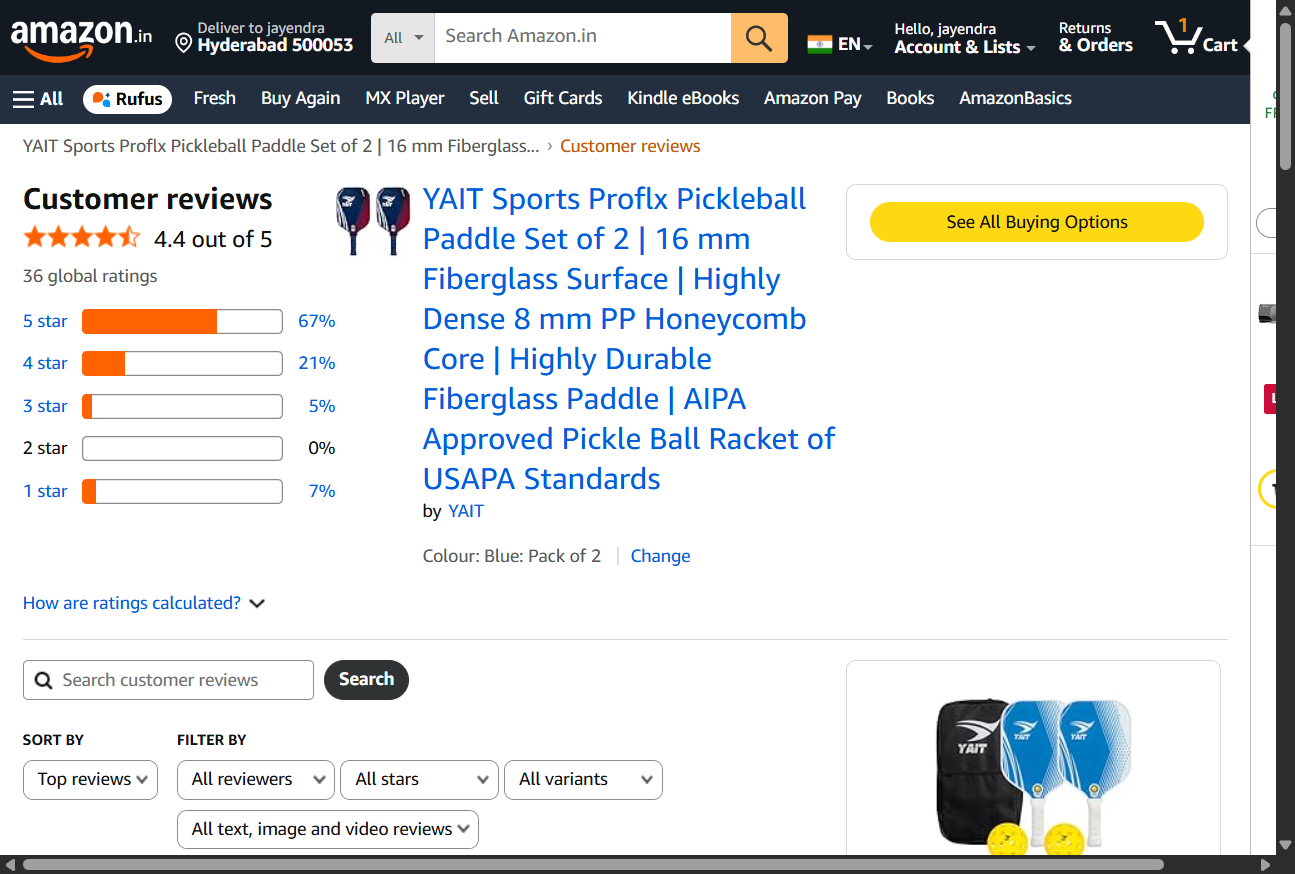 amazon.in
Deliver to jayendra
Hyderabad 500053
All
Search Amazon.in
EN
Hello, jayendra
Account & Lists
Returns
& Orders
1
Cart
All
Rufus
Fresh
Buy Again
MX Player
Sell
Gift Cards
Kindle eBooks
Amazon Pay
Books
AmazonBasics
YAIT Sports Proflx Pickleball Paddle Set of 2 | 16 mm Fiberglass... › Customer reviews
Customer reviews
4.4 out of 5
36 global ratings
5 star 67%
4 star 21%
3 star 5%
2 star 0%
1 star 7%
How are ratings calculated?
YAIT Sports Proflx Pickleball
Paddle Set of 2 | 16 mm
Fiberglass Surface | Highly
Dense 8 mm PP Honeycomb
Core | Highly Durable
Fiberglass Paddle | AIPA
Approved Pickle Ball Racket of
USAPA Standards
by YAIT
Colour: Blue: Pack of 2 | Change
See All Buying Options
Search customer reviews
Search
SORT BY
Top reviews
FILTER BY
All reviewers
All stars
All variants
All text, image and video reviews
YAIT
YAIT
YAIT